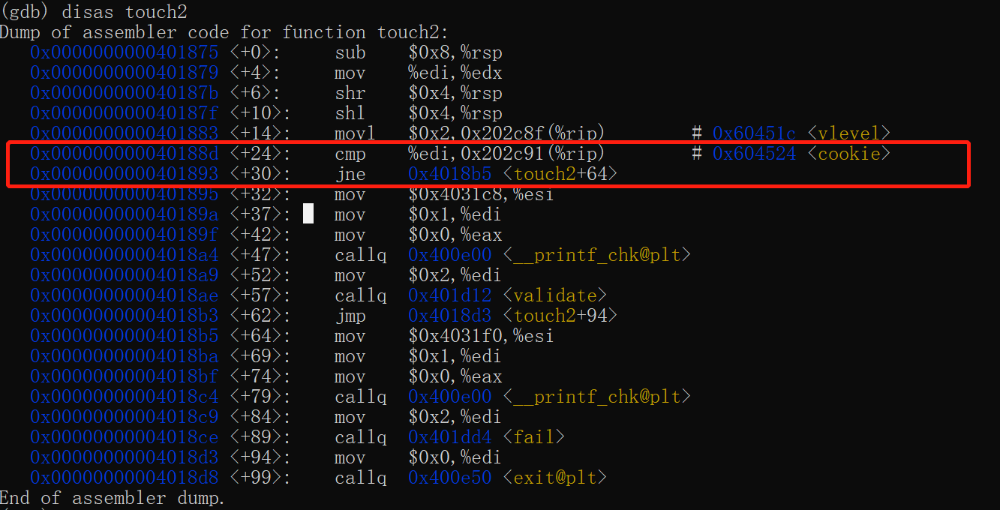 (gdb) disas touch2
Dump of assembler code for function touch2:
0x0000000000401875 <+0>: sub $0x8,%rsp
0x0000000000401879 <+4>: mov %edi,%edx
0x000000000040187b <+6>: shr $0x4,%rsp
0x000000000040187f <+10>: shl $0x4,%rsp
0x0000000000401883 <+14>: movl $0x2,0x202c8f(%rip) # 0x60451c <vlevel>
0x000000000040188d <+24>: cmp %edi,0x202c91(%rip) # 0x604524 <cookie>
0x0000000000401893 <+30>: jne 0x4018b5 <touch2+64>
0x0000000000401895 <+32>: mov $0x4031c8,%esi
0x000000000040189a <+37>: mov $0x1,%edi
0x000000000040189f <+42>: mov $0x0,%eax
0x00000000004018a4 <+47>: callq 0x400e00 <__printf_chk@plt>
0x00000000004018a9 <+52>: mov $0x2,%edi
0x00000000004018ae <+57>: callq 0x401d12 <validate>
0x00000000004018b3 <+62>: jmp 0x4018d3 <touch2+94>
0x00000000004018b5 <+64>: mov $0x4031f0,%esi
0x00000000004018ba <+69>: mov $0x1,%edi
0x00000000004018bf <+74>: mov $0x0,%eax
0x00000000004018c4 <+79>: callq 0x400e00 <__printf_chk@plt>
0x00000000004018c9 <+84>: mov $0x2,%edi
0x00000000004018ce <+89>: callq 0x401dd4 <fail>
0x00000000004018d3 <+94>: mov $0x0,%edi
0x00000000004018d8 <+99>: callq 0x400e50 <exit@plt>
End of assembler dump.